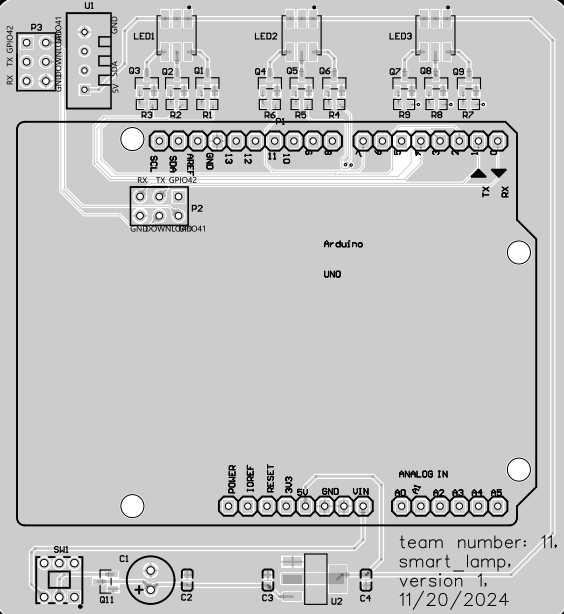 U1
P3 GPIO42 GPIO41 GND
LED1 LED2 LED3
TX DOWNLOAD
RX GND
SDA
5V
Q3 Q2 Q1 Q4 Q5 Q6 Q7 Q8 Q9
R3 R2 R1 R6 R5 R4 R9 R8 R7
P1
SCL SDA AREF GND 13 12 11 10 9 8 7 6 5 4 3 2 1 0
TX RX
RX TX GPIO42
P2
GND DOWNLOAD GPIO41
Arduino
UNO
POWER IOREF RESET 3V3 5V GND VIN
ANALOG IN
A0 A1 A2 A3 A4 A5
SW1 C1
Q11 C2 C3 U2 C4
team number: 11,
smart_lamp,
version 1,
11/20/2024